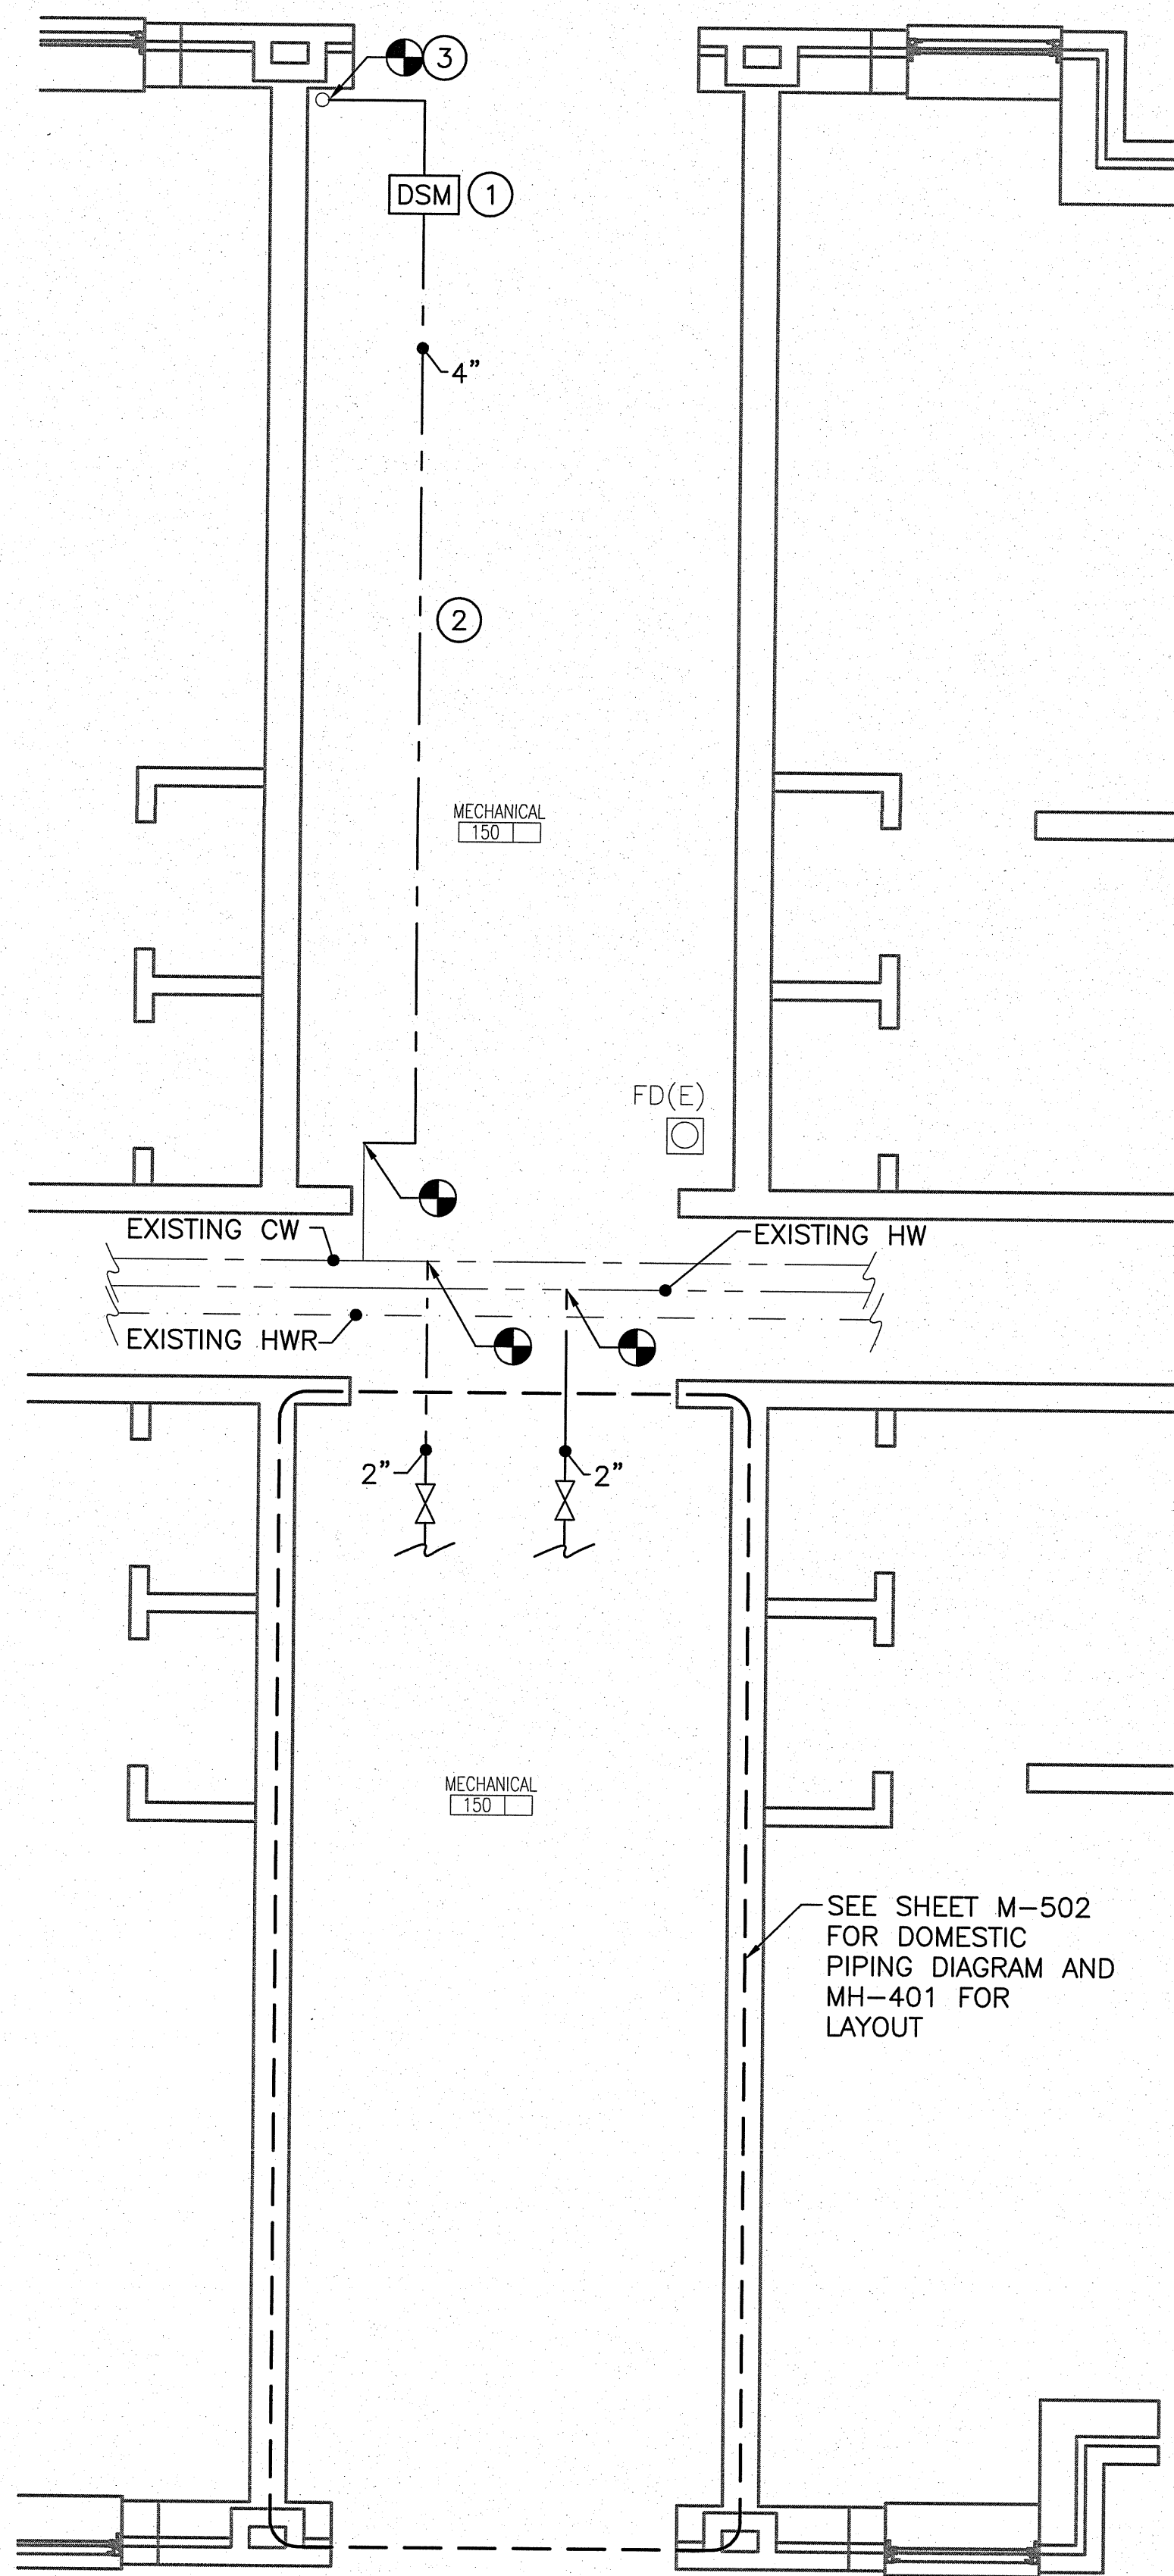 3
DSM 1
4”
2
MECHANICAL
150
FD(E)
EXISTING CW
EXISTING HW
EXISTING HWR
2”
2”
MECHANICAL
150
SEE SHEET M-502
FOR DOMESTIC
PIPING DIAGRAM AND
MH-401 FOR
LAYOUT